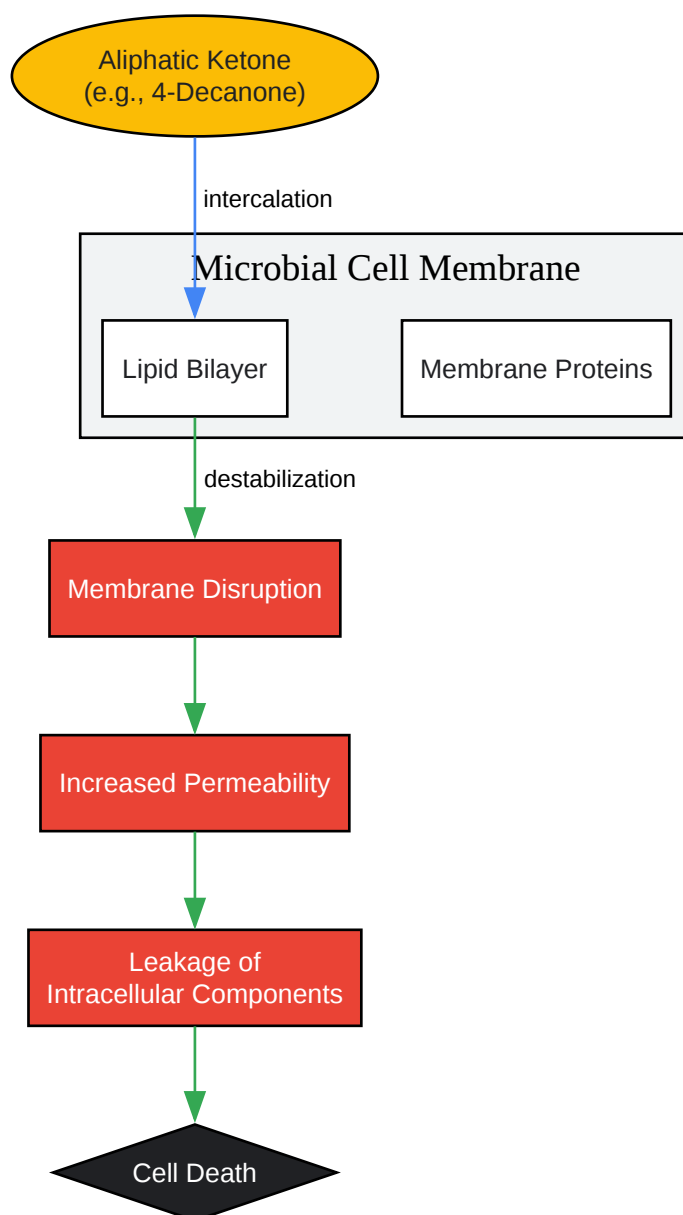 Aliphatic Ketone
(e.g., 4-Decanone)
intercalation
Microbial Cell Membrane
Lipid Bilayer
Membrane Proteins
destabilization
Membrane Disruption
Increased Permeability
Leakage of
Intracellular Components
Cell Death